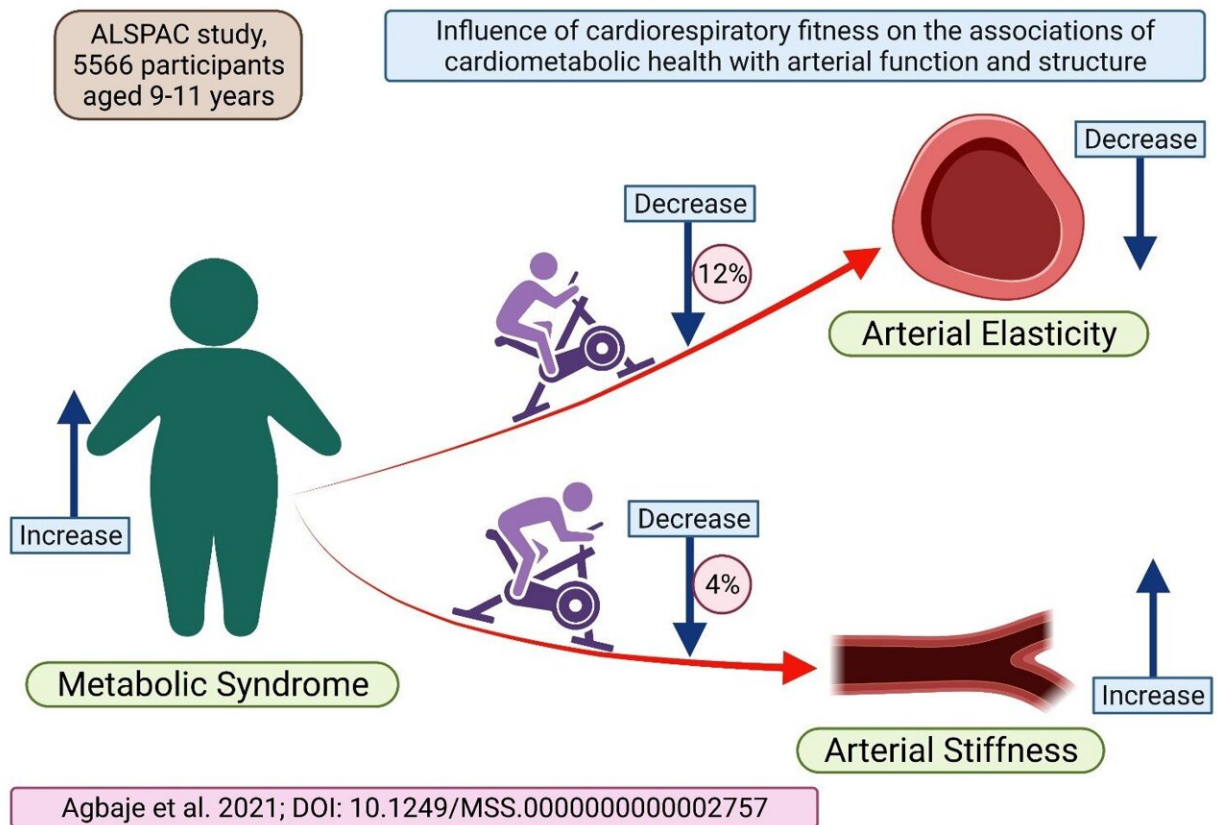 ALSPAC study,
5566 participants
aged 9-11 years
Influence of cardiorespiratory fitness on the associations of
cardiometabolic health with arterial function and structure
Decrease
Decrease
12%
Arterial Elasticity
Increase
Decrease
4%
Metabolic Syndrome
Increase
Arterial Stiffness
Agbaje et al. 2021; DOI: 10.1249/MSS.0000000000002757